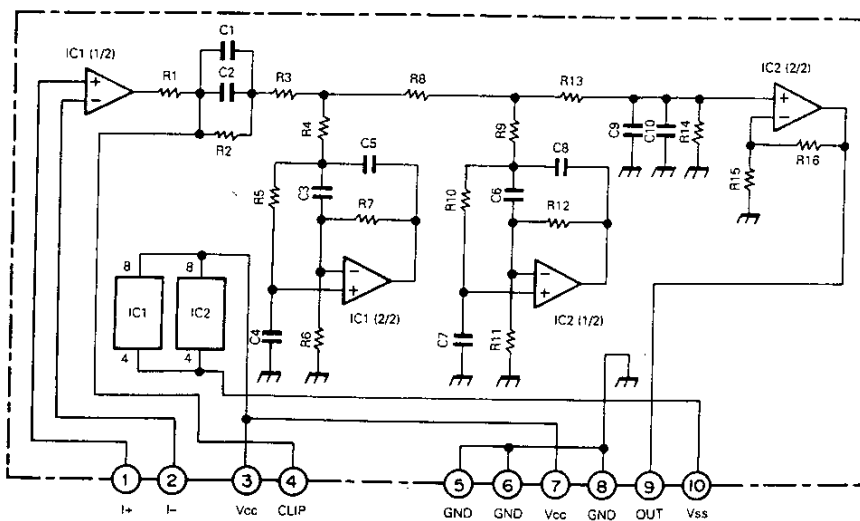 C1
IC1 (1/2)
C2
R1
R3
R8
R13
IC2 (2/2)
+
−
R2
R4
C5
R9
C8
C9
C10
R14
+
−
R16
R15
R5
C3
R7
R10
C6
R12
8
8
IC1
IC2
4
4
−
+
IC1 (2/2)
C4
R6
−
+
IC2 (1/2)
C7
R11
1
2
3
4
5
6
7
8
9
10
I+
I−
Vcc
CLIP
GND
GND
Vcc
GND
OUT
Vss